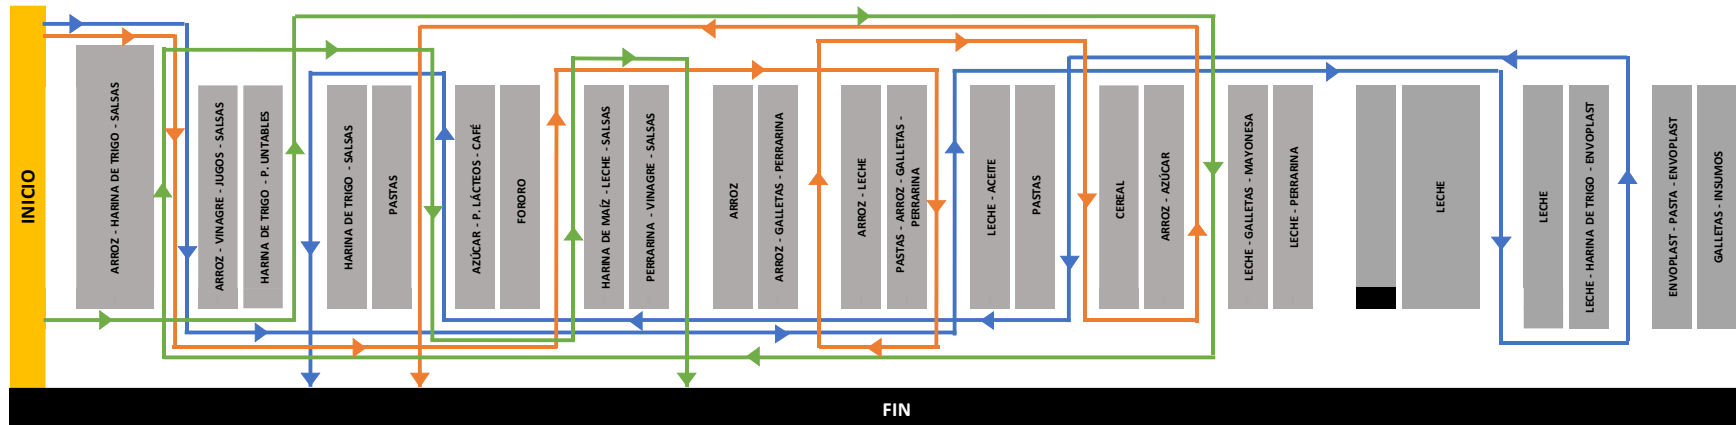 INICIO
ARROZ - HARINA DE TRIGO - SALSAS
ARROZ - VINAGRE - JUGOS - SALSAS
HARINA DE TRIGO - P. UNTABLES
HARINA DE TRIGO - SALSAS
PASTAS
AZÚCAR - P. LÁCTEOS - CAFÉ
FORORO
HARINA DE MAÍZ - LECHE - SALSAS
PERRARINA - VINAGRE - SALSAS
ARROZ
ARROZ - GALLETAS - PERRARINA
ARROZ - LECHE
PASTAS - ARROZ - GALLETAS -
PERRARINA
LECHE - ACEITE
PASTAS
CEREAL
ARROZ - AZÚCAR
LECHE - GALLETAS - MAYONESA
LECHE - PERRARINA
LECHE
LECHE
LECHE - HARINA DE TRIGO - ENVOPLAST
ENVOPLAST - PASTA - ENVOPLAST
GALLETAS - INSUMOS
FIN